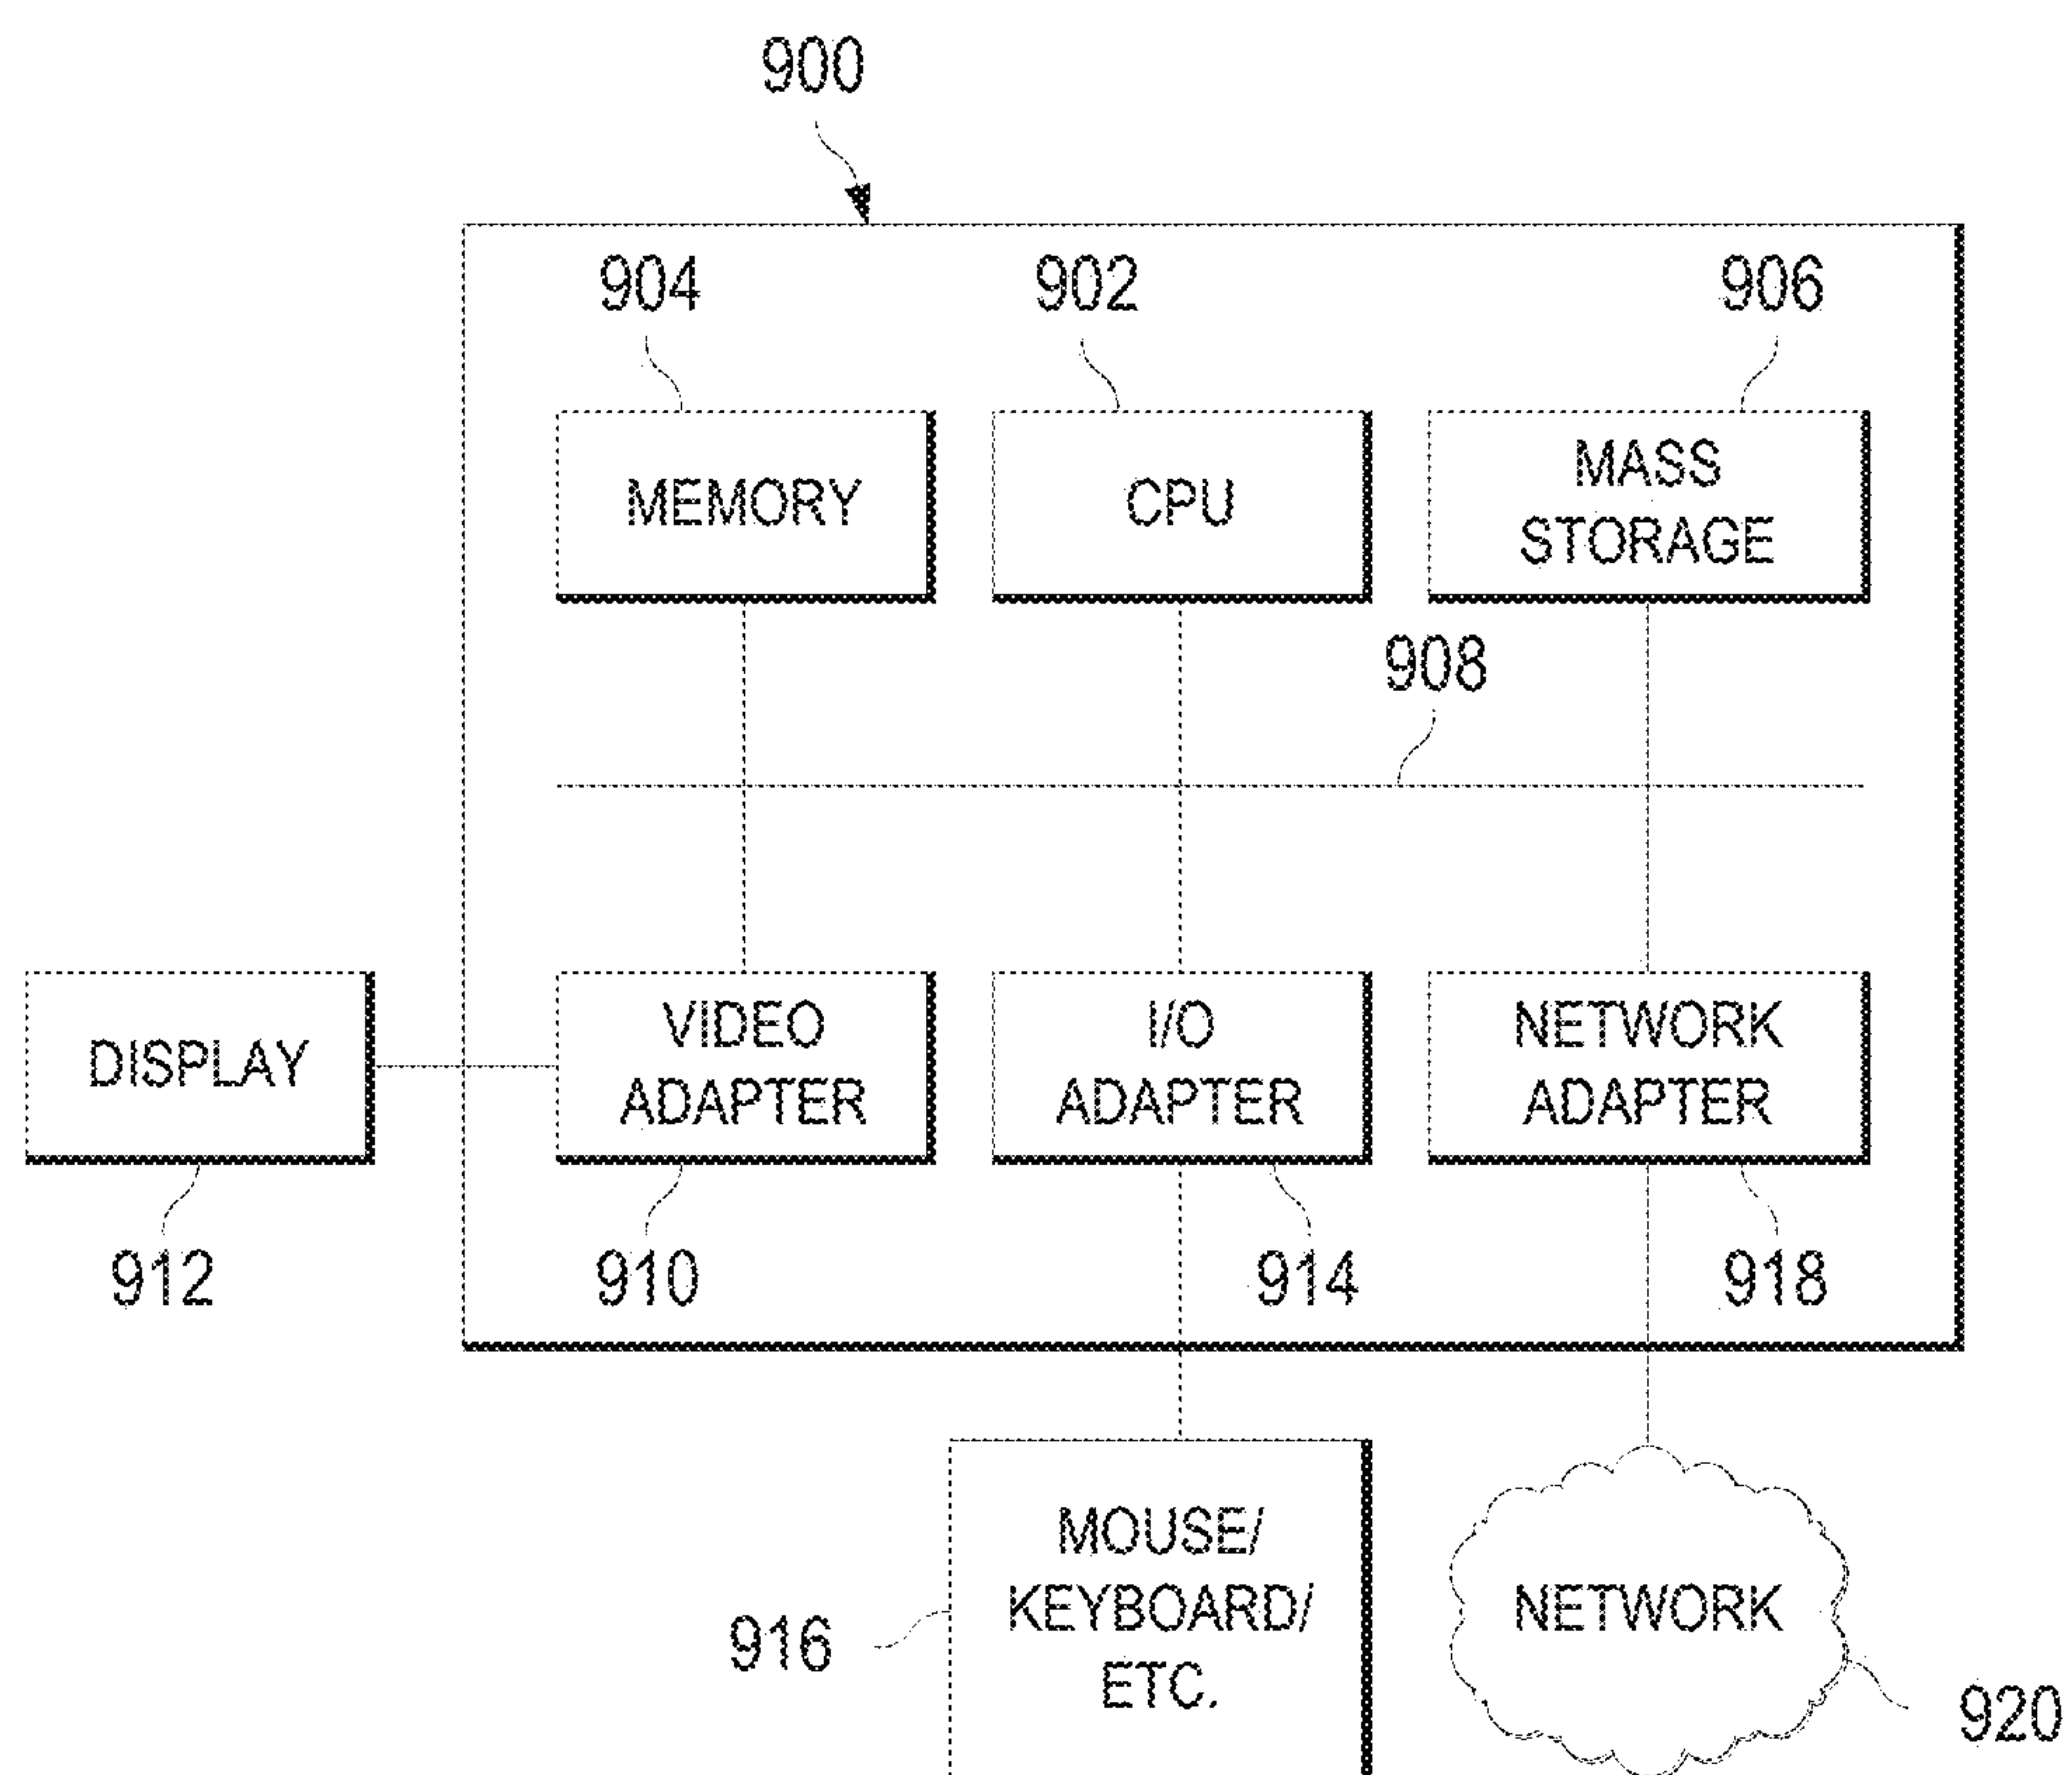 900
904
902
906
MEMORY
CPU
MASS
STORAGE
908
DISPLAY
VIDEO
ADAPTER
I/O
ADAPTER
NETWORK
ADAPTER
912
910
914
918
MOUSE/
KEYBOARD/
ETC.
916
NETWORK
920